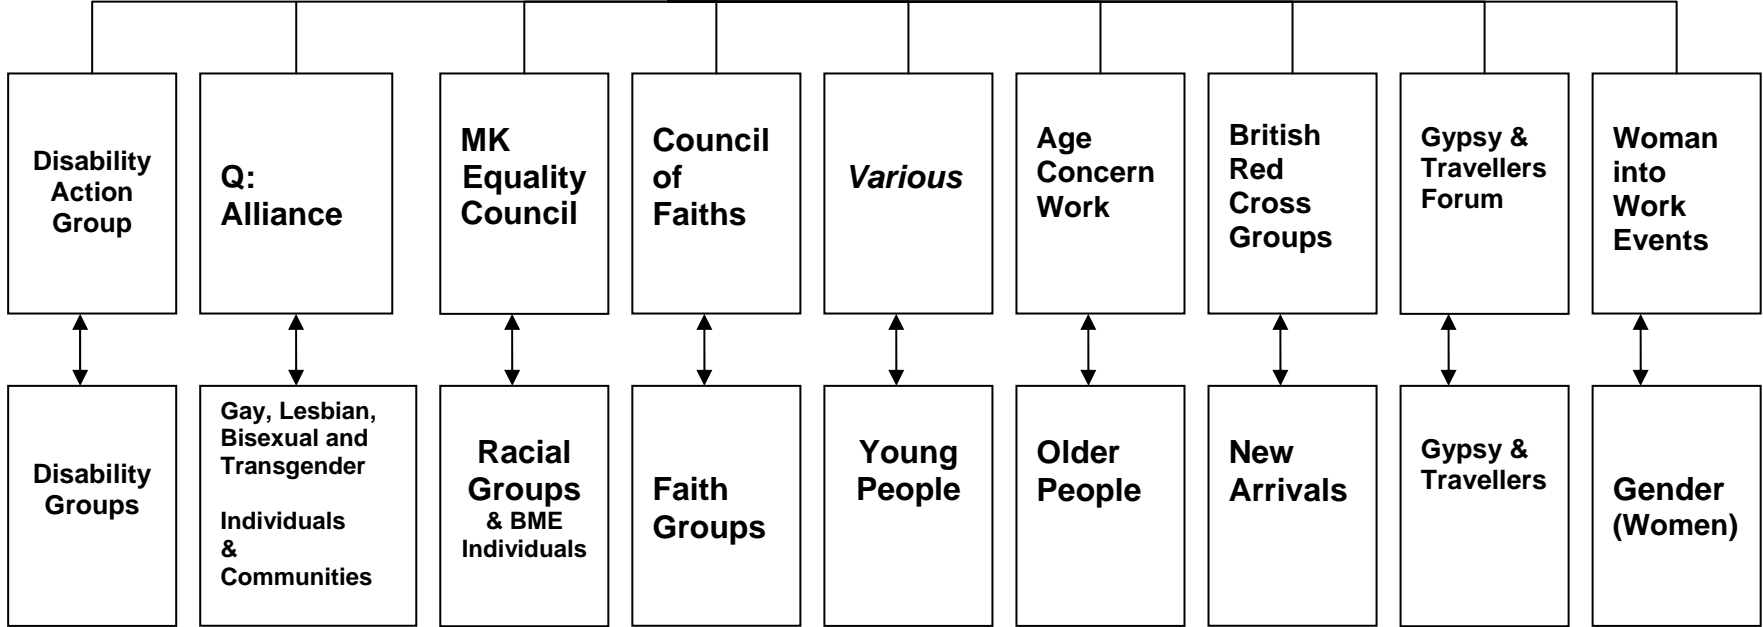 Disability
Action
Group
Q:
Alliance
MK
Equality
Council
Council
of
Faiths
Various
Age
Concern
Work
British
Red
Cross
Groups
Gypsy &
Travellers
Forum
Woman
into
Work
Events
Disability
Groups
Gay, Lesbian,
Bisexual and
Transgender
Individuals
&
Communities
Racial
Groups
& BME
Individuals
Faith
Groups
Young
People
Older
People
New
Arrivals
Gypsy &
Travellers
Gender
(Women)